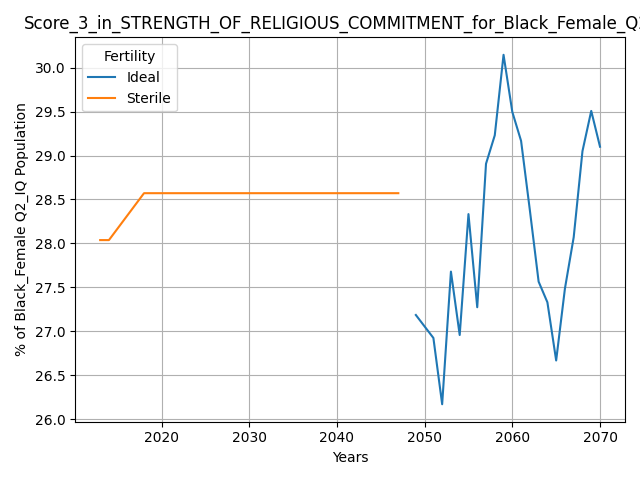 Score_3_in_STRENGTH_OF_RELIGIOUS_COMMITMENT_for_Black_Female_Q
Fertility
Ideal
Sterile
% of Black_Female Q2_IQ Population
30.0
29.5
29.0
28.5
28.0
27.5
27.0
26.5
26.0
2020 2030 2040 2050 2060 2070
Years